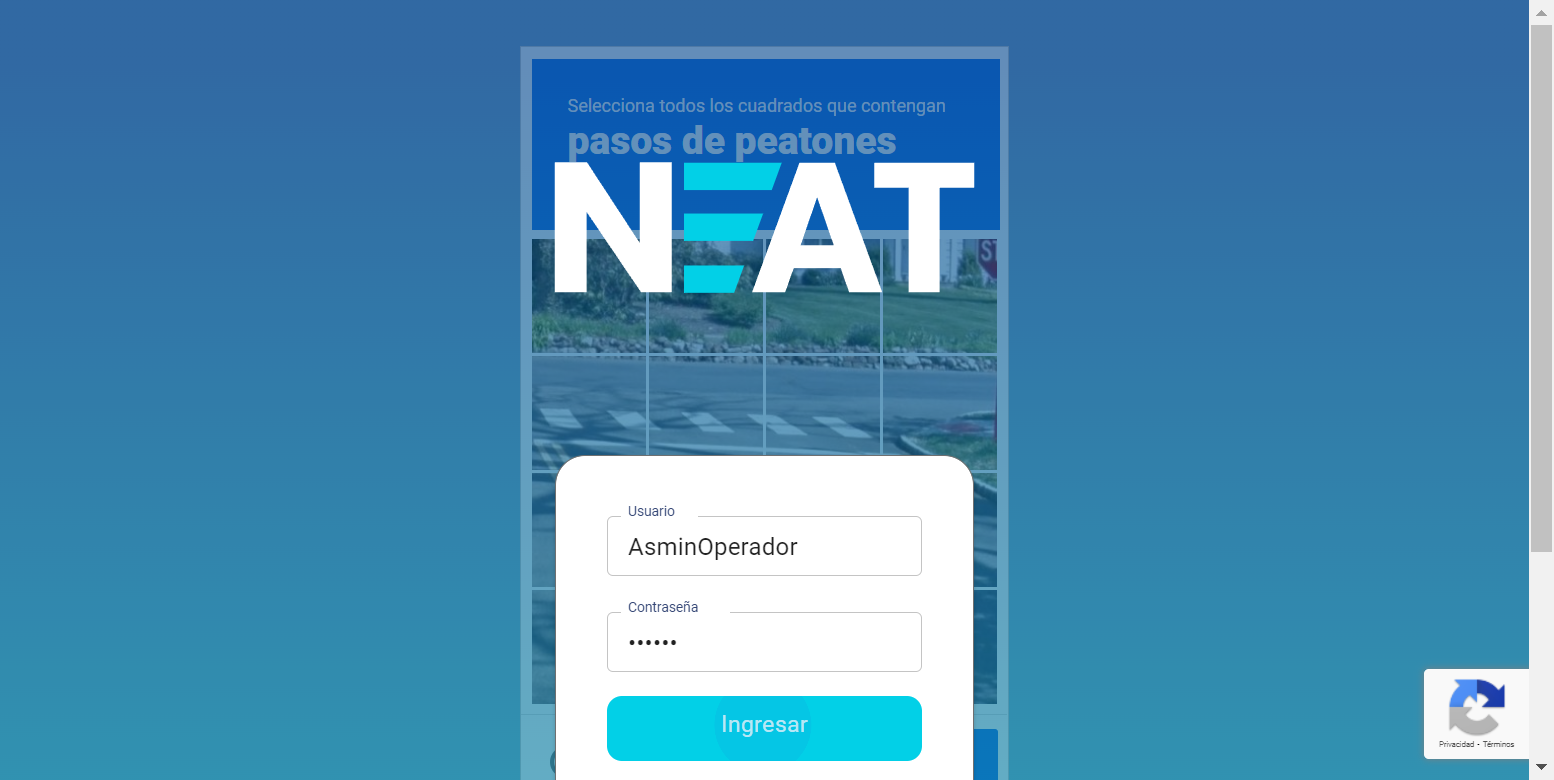 Selecciona todos los cuadrados que contengan
pasos de peatones
NEAT
Usuario
AsminOperador
Contraseña
••••••
Ingresar
Privacidad - Términos